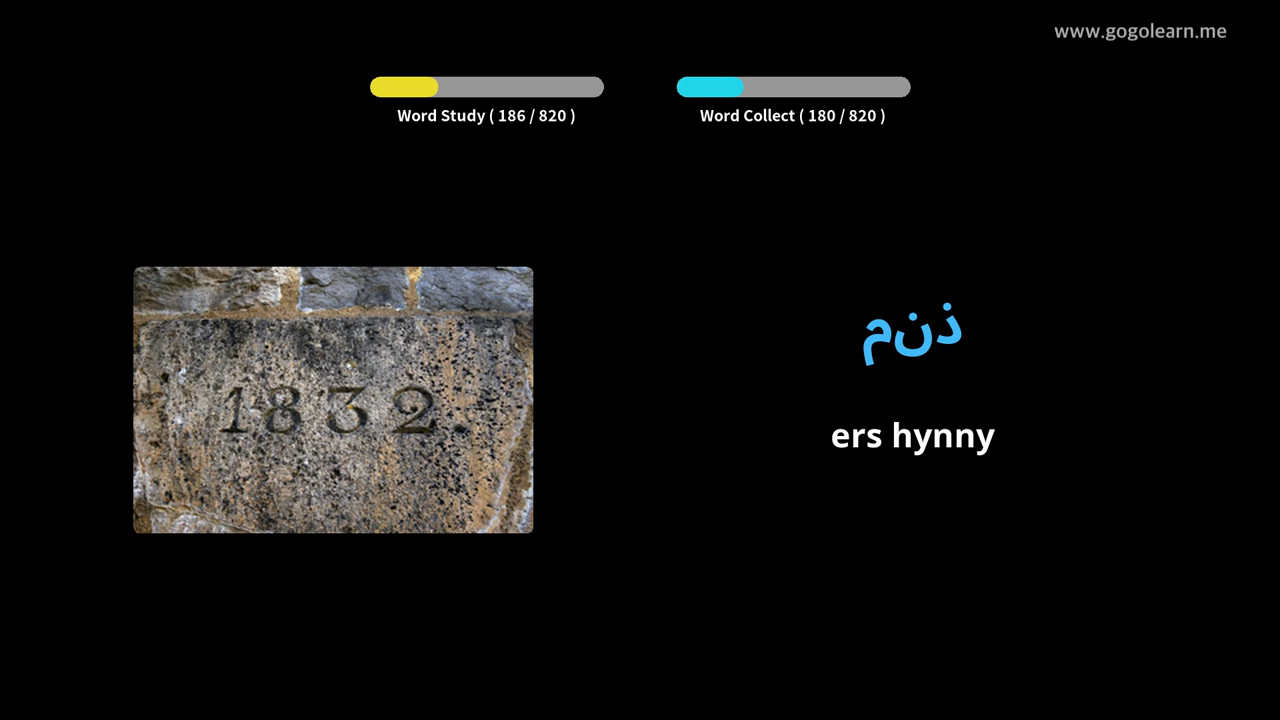 www.gogolearn.me
Word Study ( 186 / 820 )
Word Collect ( 180 / 820 )
1832.
منذ
ers hynny